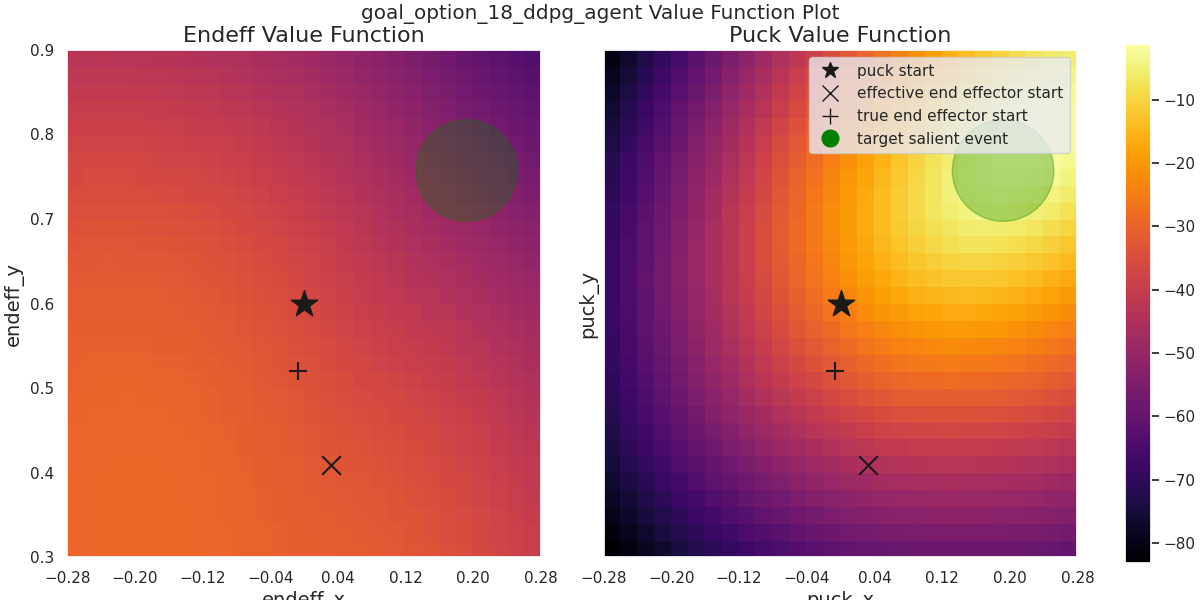 goal_option_18_ddpg_agent Value Function Plot
Endeff Value Function
Puck Value Function
puck start
effective end effector start
true end effector start
target salient event
0.9
0.8
0.7
0.6
0.5
0.4
0.3
endeff_y
puck_y
−0.28 −0.20 −0.12 −0.04 0.04 0.12 0.20 0.28
−0.28 −0.20 −0.12 −0.04 0.04 0.12 0.20 0.28
endeff_x
puck_x
−10
−20
−30
−40
−50
−60
−70
−80